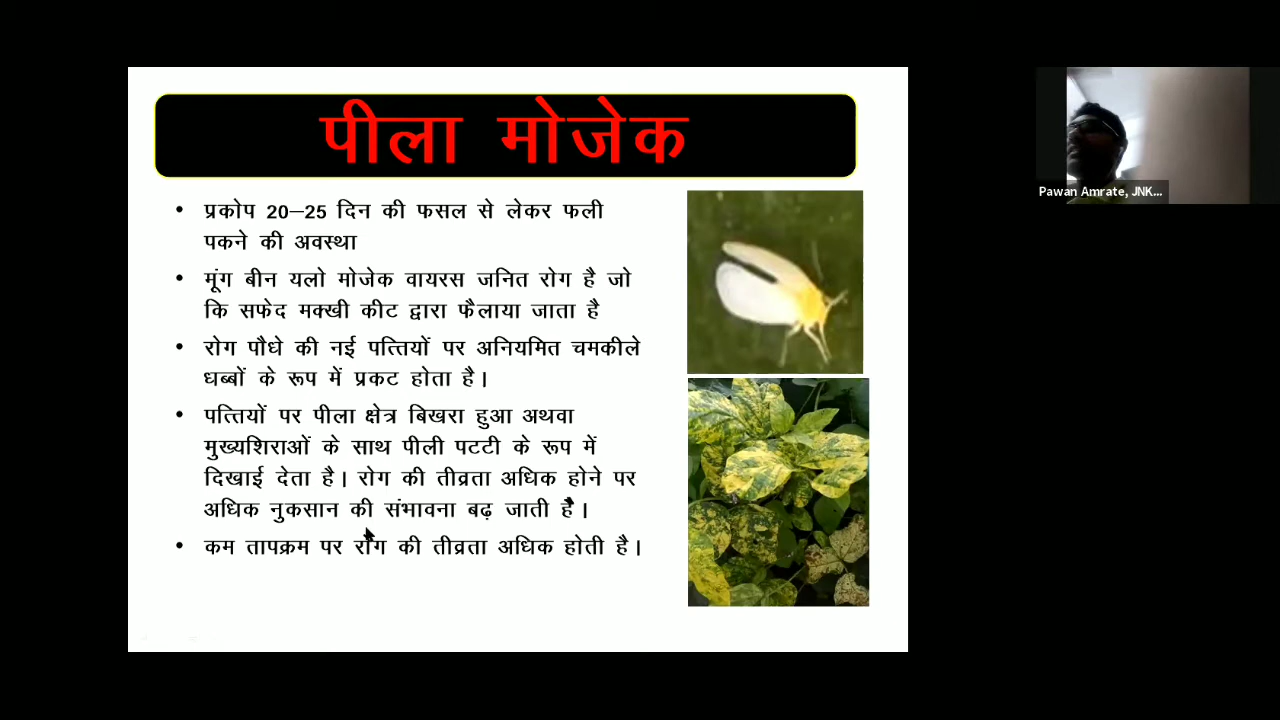 पीला मोजेक
• प्रकोप 20–25 दिन की फसल से लेकर फली
पकने की अवस्था
• मूंग बीन यलो मोजेक वायरस जनित रोग है जो
कि सफेद मक्खी कीट द्वारा फैलाया जाता है
• रोग पौधे की नई पत्तियों पर अनियमित चमकीले
धब्बों के रूप में प्रकट होता है।
• पत्तियों पर पीला क्षेत्र बिखरा हुआ अथवा
मुख्यशिराओं के साथ पीली पटटी के रूप में
दिखाई देता है। रोग की तीव्रता अधिक होने पर
अधिक नुकसान की संभावना बढ़ जाती है।
• कम तापक्रम पर रोग की तीव्रता अधिक होती है।
Pawan Amrate, JNK...